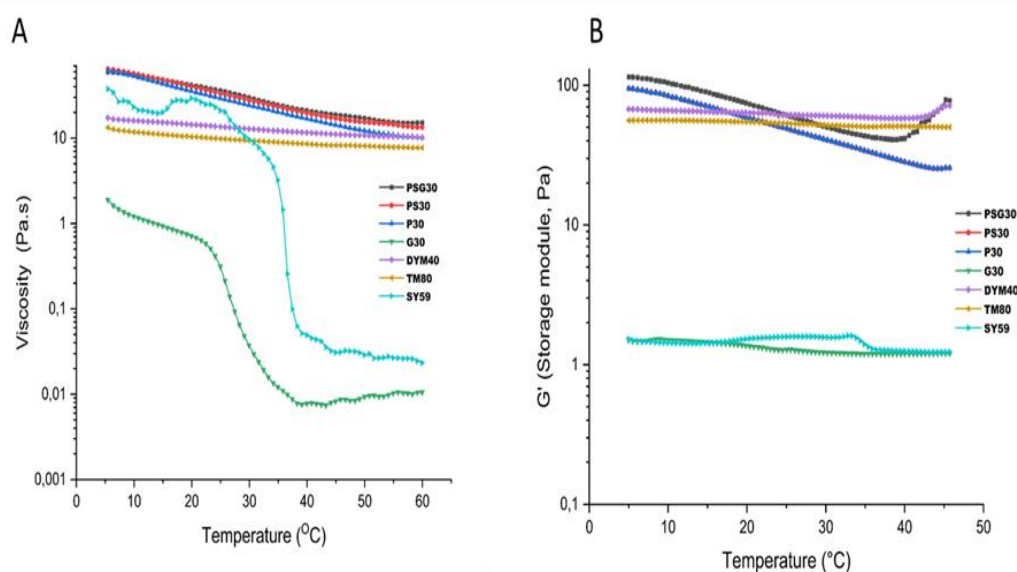 A
Viscosity (Pa.s)
10
1
0,1
0,01
0,001
0
10
20
30
40
50
60
Temperature (°C)
PSG30
PS30
P30
G30
DYM40
TM80
SY59
B
G' (Storage module, Pa)
100
10
1
0,1
0
10
20
30
40
50
Temperature (°C)
PSG30
PS30
P30
G30
DYM40
TM80
SY59